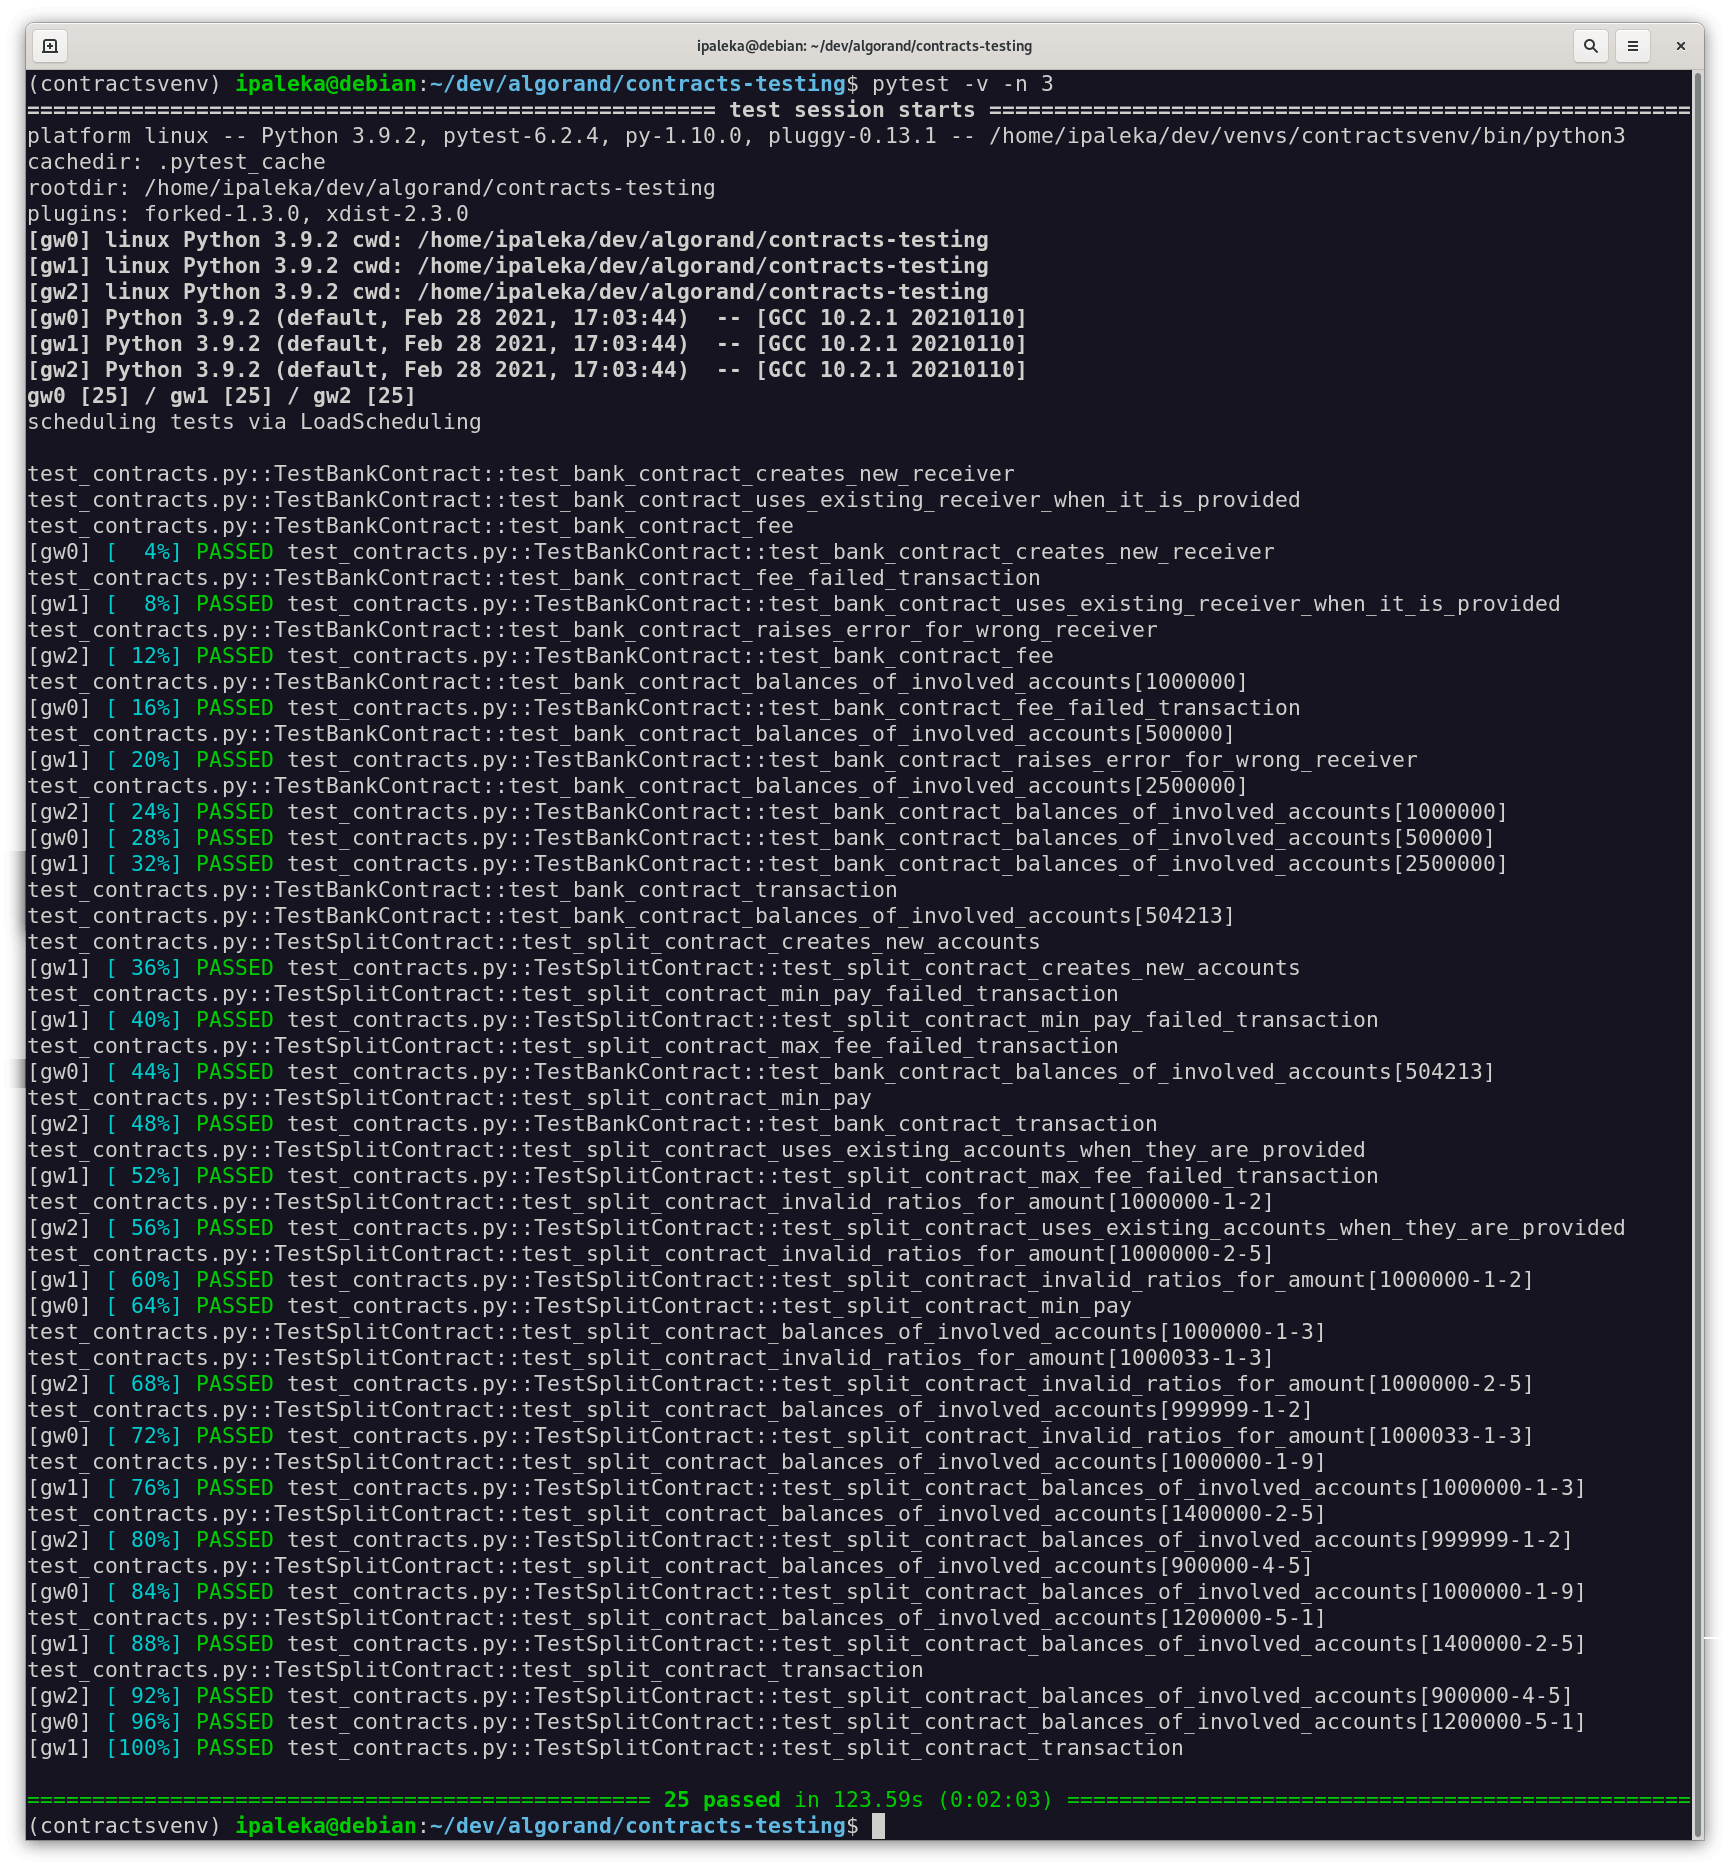 ipaleka@debian: ~/dev/algorand/contracts-testing
(contractsvenv) ipaleka@debian:~/dev/algorand/contracts-testing$ pytest -v -n 3
===================================================== test session starts ======================================================
platform linux -- Python 3.9.2, pytest-6.2.4, py-1.10.0, pluggy-0.13.1 -- /home/ipaleka/dev/venvs/contractsvenv/bin/python3
cachedir: .pytest_cache
rootdir: /home/ipaleka/dev/algorand/contracts-testing
plugins: forked-1.3.0, xdist-2.3.0
[gw0] linux Python 3.9.2 cwd: /home/ipaleka/dev/algorand/contracts-testing
[gw1] linux Python 3.9.2 cwd: /home/ipaleka/dev/algorand/contracts-testing
[gw2] linux Python 3.9.2 cwd: /home/ipaleka/dev/algorand/contracts-testing
[gw0] Python 3.9.2 (default, Feb 28 2021, 17:03:44)  -- [GCC 10.2.1 20210110]
[gw1] Python 3.9.2 (default, Feb 28 2021, 17:03:44)  -- [GCC 10.2.1 20210110]
[gw2] Python 3.9.2 (default, Feb 28 2021, 17:03:44)  -- [GCC 10.2.1 20210110]
gw0 [25] / gw1 [25] / gw2 [25]
scheduling tests via LoadScheduling
test_contracts.py::TestBankContract::test_bank_contract_creates_new_receiver
test_contracts.py::TestBankContract::test_bank_contract_uses_existing_receiver_when_it_is_provided
test_contracts.py::TestBankContract::test_bank_contract_fee
[gw0] [  4%] PASSED test_contracts.py::TestBankContract::test_bank_contract_creates_new_receiver
test_contracts.py::TestBankContract::test_bank_contract_fee_failed_transaction
[gw1] [  8%] PASSED test_contracts.py::TestBankContract::test_bank_contract_uses_existing_receiver_when_it_is_provided
test_contracts.py::TestBankContract::test_bank_contract_raises_error_for_wrong_receiver
[gw2] [ 12%] PASSED test_contracts.py::TestBankContract::test_bank_contract_fee
test_contracts.py::TestBankContract::test_bank_contract_balances_of_involved_accounts[1000000]
[gw0] [ 16%] PASSED test_contracts.py::TestBankContract::test_bank_contract_fee_failed_transaction
test_contracts.py::TestBankContract::test_bank_contract_balances_of_involved_accounts[500000]
[gw1] [ 20%] PASSED test_contracts.py::TestBankContract::test_bank_contract_raises_error_for_wrong_receiver
test_contracts.py::TestBankContract::test_bank_contract_balances_of_involved_accounts[2500000]
[gw2] [ 24%] PASSED test_contracts.py::TestBankContract::test_bank_contract_balances_of_involved_accounts[1000000]
[gw0] [ 28%] PASSED test_contracts.py::TestBankContract::test_bank_contract_balances_of_involved_accounts[500000]
[gw1] [ 32%] PASSED test_contracts.py::TestBankContract::test_bank_contract_balances_of_involved_accounts[2500000]
test_contracts.py::TestBankContract::test_bank_contract_transaction
test_contracts.py::TestBankContract::test_bank_contract_balances_of_involved_accounts[504213]
test_contracts.py::TestSplitContract::test_split_contract_creates_new_accounts
[gw1] [ 36%] PASSED test_contracts.py::TestSplitContract::test_split_contract_creates_new_accounts
test_contracts.py::TestSplitContract::test_split_contract_min_pay_failed_transaction
[gw1] [ 40%] PASSED test_contracts.py::TestSplitContract::test_split_contract_min_pay_failed_transaction
test_contracts.py::TestSplitContract::test_split_contract_max_fee_failed_transaction
[gw0] [ 44%] PASSED test_contracts.py::TestBankContract::test_bank_contract_balances_of_involved_accounts[504213]
test_contracts.py::TestSplitContract::test_split_contract_min_pay
[gw2] [ 48%] PASSED test_contracts.py::TestBankContract::test_bank_contract_transaction
test_contracts.py::TestSplitContract::test_split_contract_uses_existing_accounts_when_they_are_provided
[gw1] [ 52%] PASSED test_contracts.py::TestSplitContract::test_split_contract_max_fee_failed_transaction
test_contracts.py::TestSplitContract::test_split_contract_invalid_ratios_for_amount[1000000-1-2]
[gw2] [ 56%] PASSED test_contracts.py::TestSplitContract::test_split_contract_uses_existing_accounts_when_they_are_provided
test_contracts.py::TestSplitContract::test_split_contract_invalid_ratios_for_amount[1000000-2-5]
[gw1] [ 60%] PASSED test_contracts.py::TestSplitContract::test_split_contract_invalid_ratios_for_amount[1000000-1-2]
[gw0] [ 64%] PASSED test_contracts.py::TestSplitContract::test_split_contract_min_pay
test_contracts.py::TestSplitContract::test_split_contract_balances_of_involved_accounts[1000000-1-3]
test_contracts.py::TestSplitContract::test_split_contract_invalid_ratios_for_amount[1000033-1-3]
[gw2] [ 68%] PASSED test_contracts.py::TestSplitContract::test_split_contract_invalid_ratios_for_amount[1000000-2-5]
test_contracts.py::TestSplitContract::test_split_contract_balances_of_involved_accounts[999999-1-2]
[gw0] [ 72%] PASSED test_contracts.py::TestSplitContract::test_split_contract_invalid_ratios_for_amount[1000033-1-3]
test_contracts.py::TestSplitContract::test_split_contract_balances_of_involved_accounts[1000000-1-9]
[gw1] [ 76%] PASSED test_contracts.py::TestSplitContract::test_split_contract_balances_of_involved_accounts[1000000-1-3]
test_contracts.py::TestSplitContract::test_split_contract_balances_of_involved_accounts[1400000-2-5]
[gw2] [ 80%] PASSED test_contracts.py::TestSplitContract::test_split_contract_balances_of_involved_accounts[999999-1-2]
test_contracts.py::TestSplitContract::test_split_contract_balances_of_involved_accounts[900000-4-5]
[gw0] [ 84%] PASSED test_contracts.py::TestSplitContract::test_split_contract_balances_of_involved_accounts[1000000-1-9]
test_contracts.py::TestSplitContract::test_split_contract_balances_of_involved_accounts[1200000-5-1]
[gw1] [ 88%] PASSED test_contracts.py::TestSplitContract::test_split_contract_balances_of_involved_accounts[1400000-2-5]
test_contracts.py::TestSplitContract::test_split_contract_transaction
[gw2] [ 92%] PASSED test_contracts.py::TestSplitContract::test_split_contract_balances_of_involved_accounts[900000-4-5]
[gw0] [ 96%] PASSED test_contracts.py::TestSplitContract::test_split_contract_balances_of_involved_accounts[1200000-5-1]
[gw1] [100%] PASSED test_contracts.py::TestSplitContract::test_split_contract_transaction
================================================ 25 passed in 123.59s (0:02:03) ================================================
(contractsvenv) ipaleka@debian:~/dev/algorand/contracts-testing$